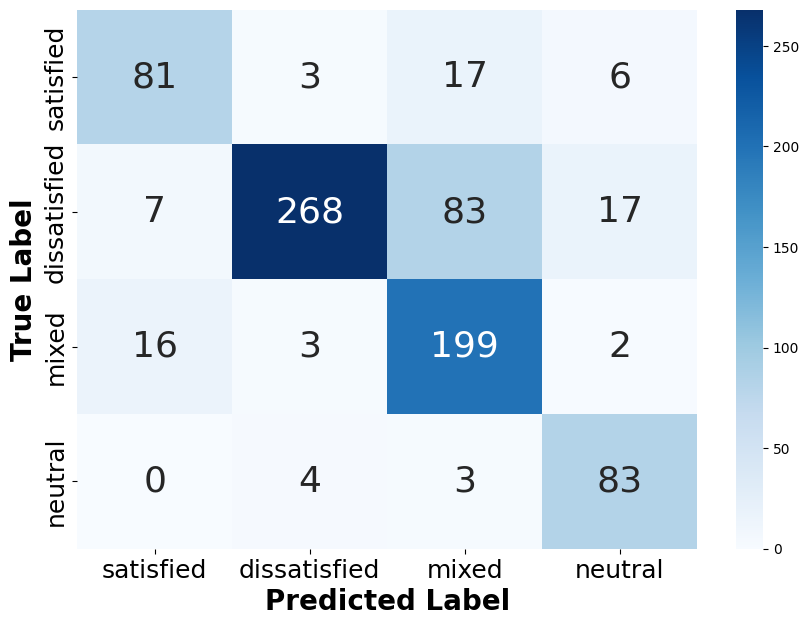 True Label
satisfied
81 3 17 6
dissatisfied
7 268 83 17
mixed
16 3 199 2
neutral
0 4 3 83
satisfied dissatisfied mixed neutral
Predicted Label
250
200
150
100
50
0